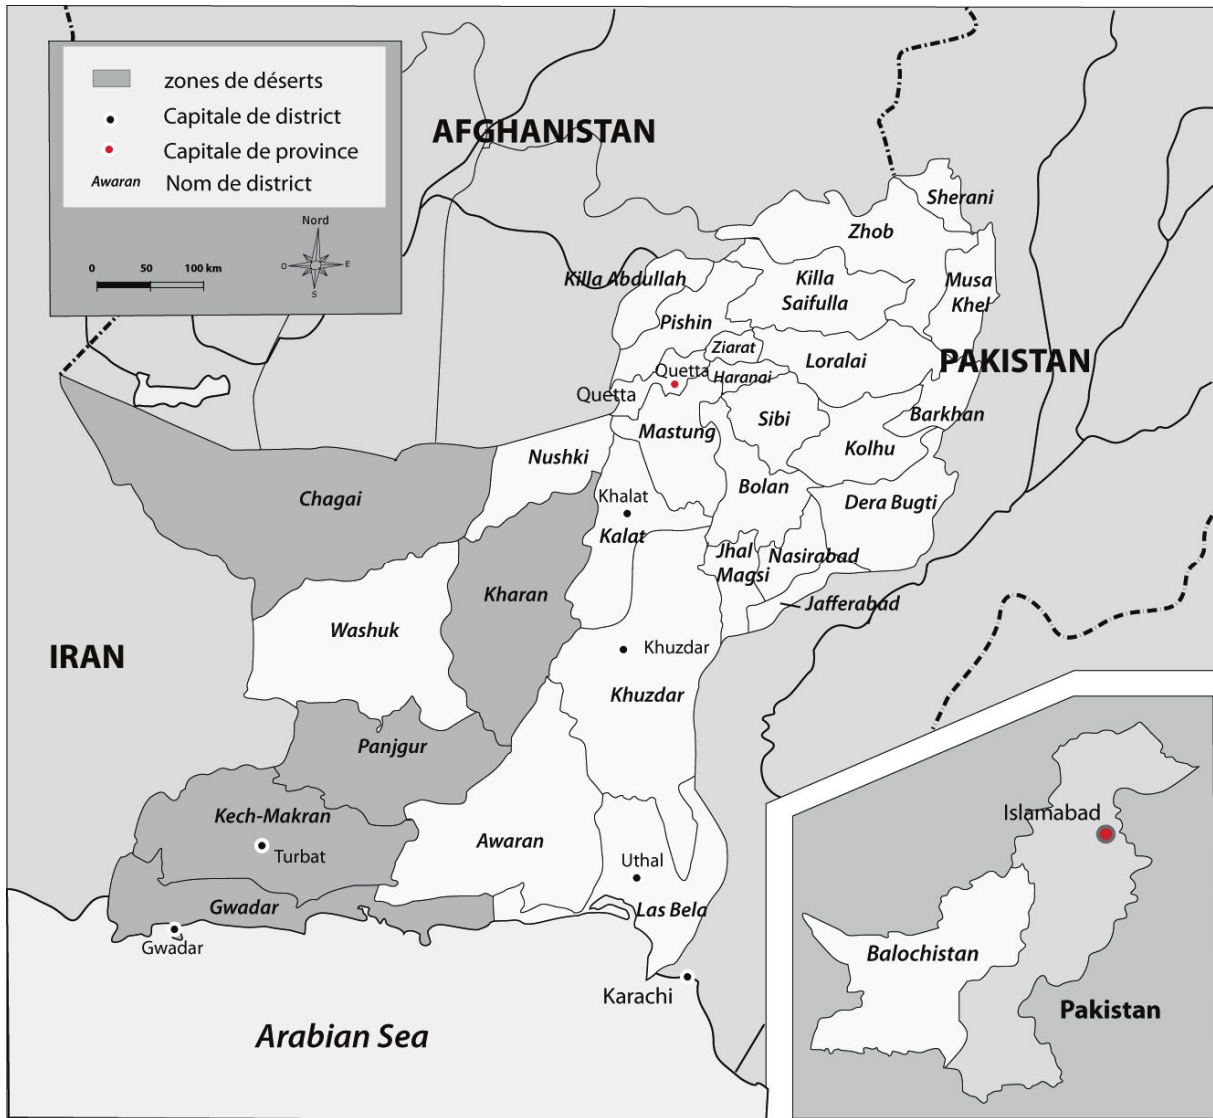 zones de déserts
Capitale de district
Capitale de province
Awaran Nom de district
Nord
O E
S
0 50 100 km
AFGHANISTAN
Sherani
Zhob
Killa Abdullah
Killa
Saifulla
Musa
Khel
Pishin
Ziarat
Loralai
PAKISTAN
Quetta
Haranai
Quetta
Barkhan
Sibi
Mastung
Kolhu
Nushki
Chagai
Khalat
Bolan
Dera Bugti
Kalat
Jhal
Magsi
Nasirabad
Kharan
Jafferabad
Washuk
IRAN
Khuzdar
Khuzdar
Panjgur
Kech-Makran
Turbat
Awaran
Uthal
Gwadar
Las Bela
Gwadar
Karachi
Arabian Sea
Islamabad
Balochistan
Pakistan